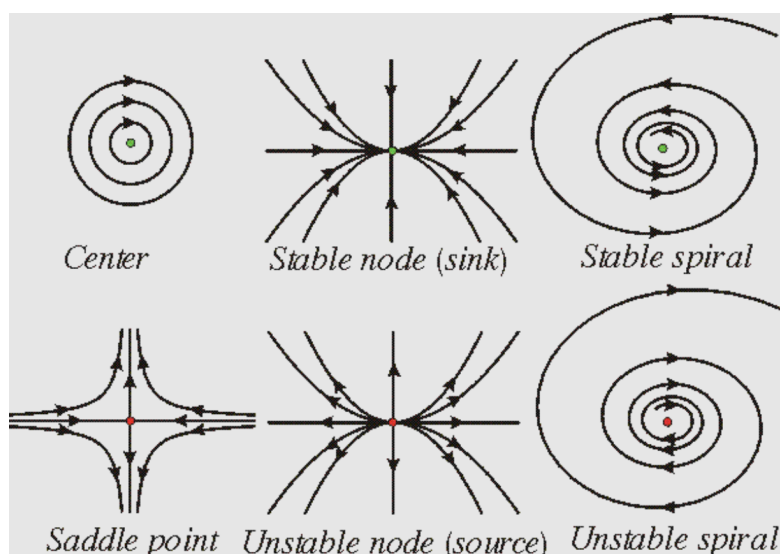 Center
Stable node (sink)
Stable spiral
Saddle point
Unstable node (source)
Unstable spiral